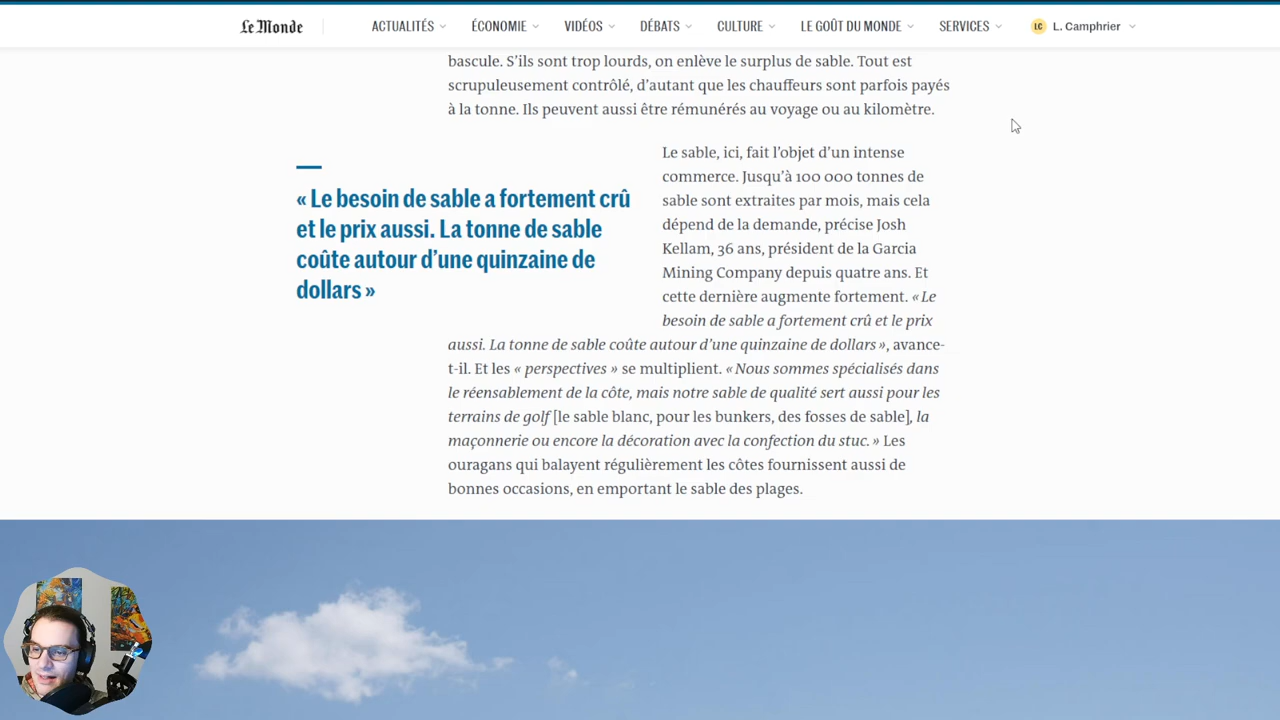 Le Monde
ACTUALITÉS
ÉCONOMIE
VIDÉOS
DÉBATS
CULTURE
LE GOÛT DU MONDE
SERVICES
LC
L. Camphrier
bascule. S’ils sont trop lourds, on enlève le surplus de sable. Tout est
scrupuleusement contrôlé, d’autant que les chauffeurs sont parfois payés
à la tonne. Ils peuvent aussi être rémunérés au voyage ou au kilomètre.
« Le besoin de sable a fortement crû
et le prix aussi. La tonne de sable
coûte autour d’une quinzaine de
dollars »
Le sable, ici, fait l’objet d’un intense
commerce. Jusqu’à 100 000 tonnes de
sable sont extraites par mois, mais cela
dépend de la demande, précise Josh
Kellam, 36 ans, président de la Garcia
Mining Company depuis quatre ans. Et
cette dernière augmente fortement. « Le
besoin de sable a fortement crû et le prix
aussi. La tonne de sable coûte autour d’une quinzaine de dollars », avance-
t-il. Et les « perspectives » se multiplient. « Nous sommes spécialisés dans
le réensablement de la côte, mais notre sable de qualité sert aussi pour les
terrains de golf [le sable blanc, pour les bunkers, des fosses de sable], la
maçonnerie ou encore la décoration avec la confection du stuc. » Les
ouragans qui balayent régulièrement les côtes fournissent aussi de
bonnes occasions, en emportant le sable des plages.